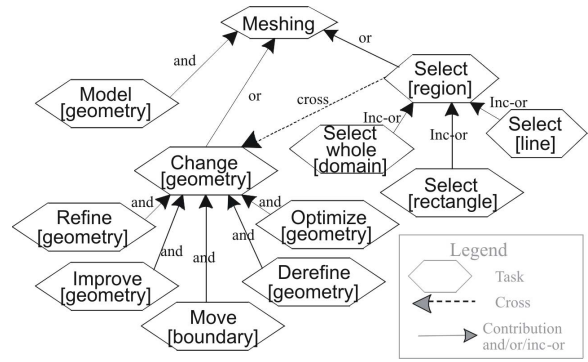 Meshing
or
and
Select
[region]
Model
[geometry]
or
cross
Inc-or
Inc-or
Inc-or
Select
whole
[domain]
Select
[line]
Change
[geometry]
Select
[rectangle]
Refine
[geometry]
and
and
Optimize
[geometry]
and
and
and
Improve
[geometry]
Derefine
[geometry]
Move
[boundary]
Legend
Task
Cross
Contribution
and/or/inc-or